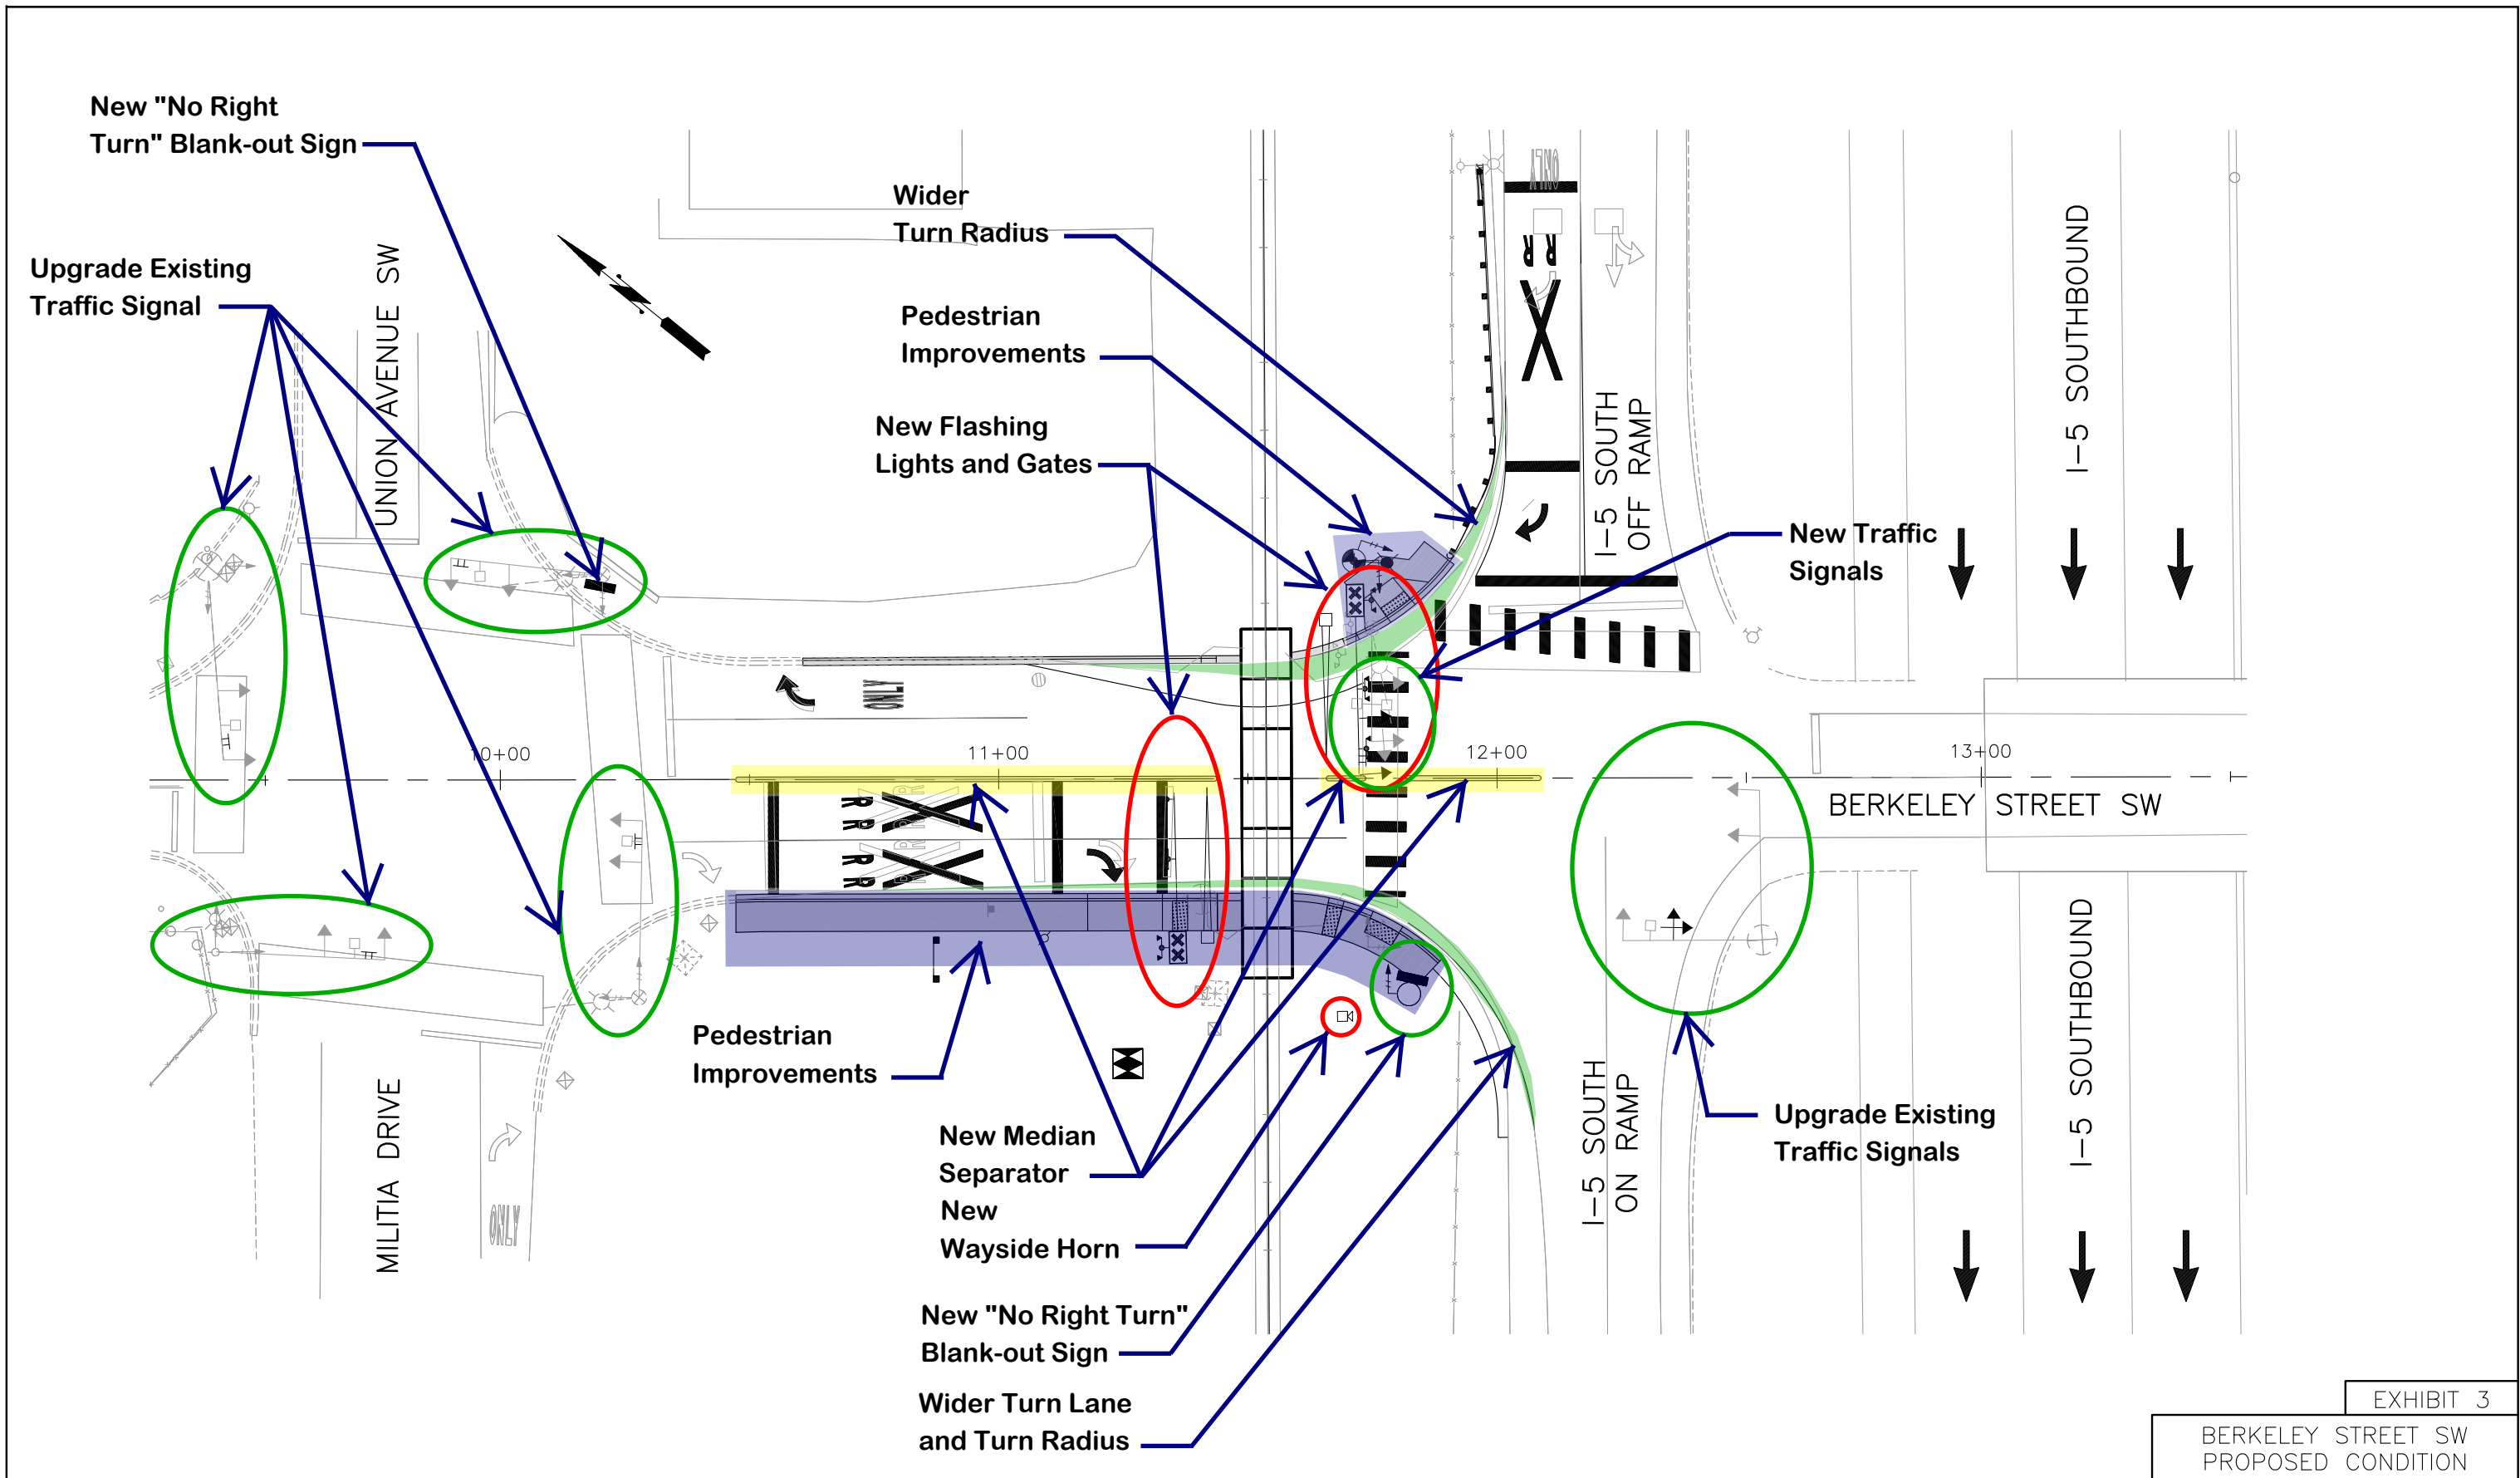 New "No Right
Turn" Blank-out Sign
Upgrade Existing
Traffic Signal
UNION AVENUE SW
Wider
Turn Radius
Pedestrian
Improvements
New Flashing
Lights and Gates
ONLY
R R
I-5 SOUTH
OFF RAMP
I-5 SOUTHBOUND
New Traffic
Signals
ONLY
10+00
11+00
12+00
13+00
BERKELEY STREET SW
R R
R R
R R
R R
Pedestrian
Improvements
New Median
Separator
New
Wayside Horn
New "No Right Turn"
Blank-out Sign
Wider Turn Lane
and Turn Radius
MILITIA DRIVE
ONLY
I-5 SOUTH
ON RAMP
I-5 SOUTHBOUND
Upgrade Existing
Traffic Signals
EXHIBIT 3
BERKELEY STREET SW
PROPOSED CONDITION